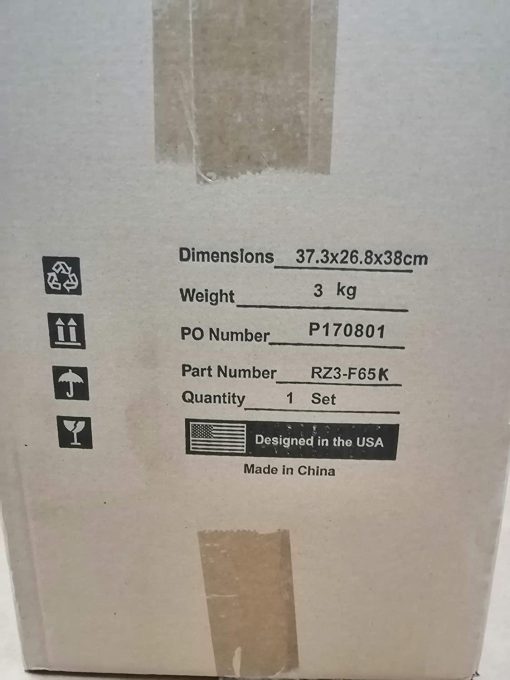 Dimensions 37.3x26.8x38cm
Weight 3 kg
PO Number P170801
Part Number RZ3-F65K
Quantity 1 Set
Designed in the USA
Made in China